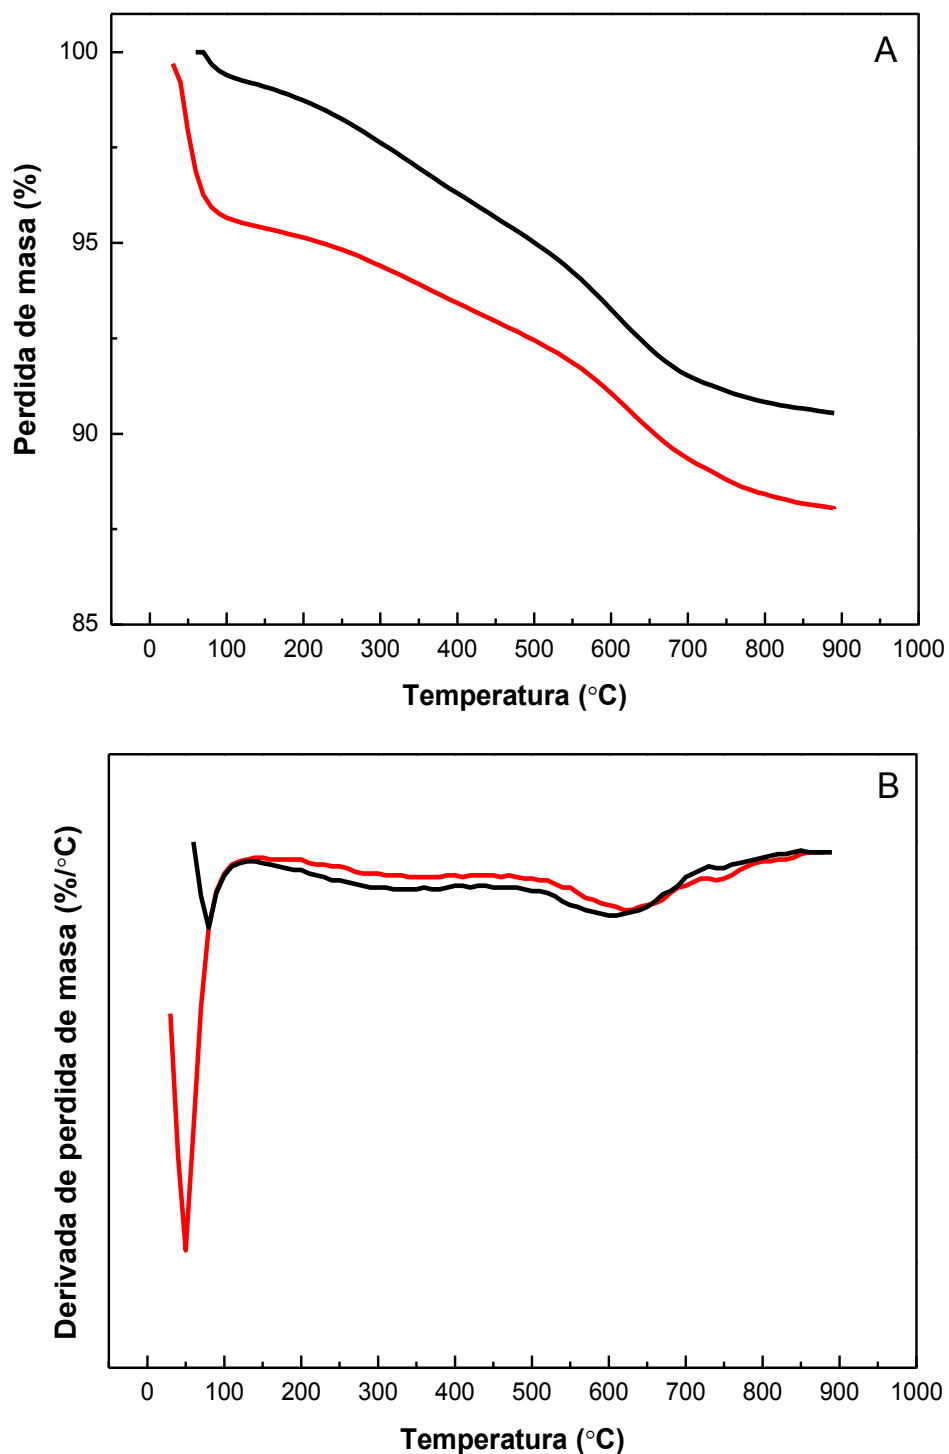 A
100
95
90
85
Perdida de masa (%)
0 100 200 300 400 500 600 700 800 900 1000
Temperatura (°C)
B
Derivada de perdida de masa (%/°C)
0 100 200 300 400 500 600 700 800 900 1000
Temperatura (°C)